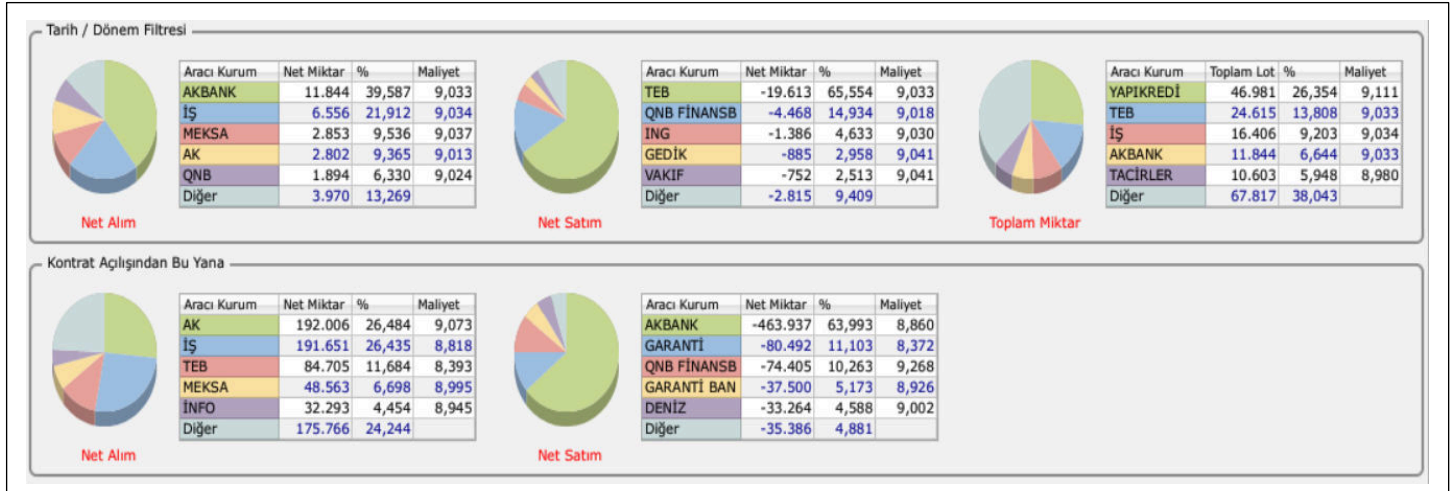 Tarih / Dönem Filtresi
Aracı Kurum Net Miktar % Maliyet
AKBANK 11.844 39,587 9,033
İŞ 6.556 21,912 9,034
MEKSA 2.853 9,536 9,037
AK 2.802 9,365 9,013
QNB 1.894 6,330 9,024
Diğer 3.970 13,269
Net Alım
Aracı Kurum Net Miktar % Maliyet
TEB -19.613 65,554 9,033
QNB FİNANSB -4.468 14,934 9,018
ING -1.386 4,633 9,030
GEDİK -885 2,958 9,041
VAKIF -752 2,513 9,041
Diğer -2.815 9,409
Net Satım
Aracı Kurum Toplam Lot % Maliyet
YAPIKREDİ 46.981 26,354 9,111
TEB 24.615 13,808 9,033
İŞ 16.406 9,203 9,034
AKBANK 11.844 6,644 9,033
TACİRLER 10.603 5,948 8,980
Diğer 67.817 38,043
Toplam Miktar
Kontrat Açılışından Bu Yana
Aracı Kurum Net Miktar % Maliyet
AK 192.006 26,484 9,073
İŞ 191.651 26,435 8,818
TEB 84.705 11,684 8,393
MEKSA 48.563 6,698 8,995
İNFO 32.293 4,454 8,945
Diğer 175.766 24,244
Net Alım
Aracı Kurum Net Miktar % Maliyet
AKBANK -463.937 63,993 8,860
GARANTİ -80.492 11,103 8,372
QNB FİNANSB -74.405 10,263 9,268
GARANTİ BAN -37.500 5,173 8,926
DENİZ -33.264 4,588 9,002
Diğer -35.386 4,881
Net Satım